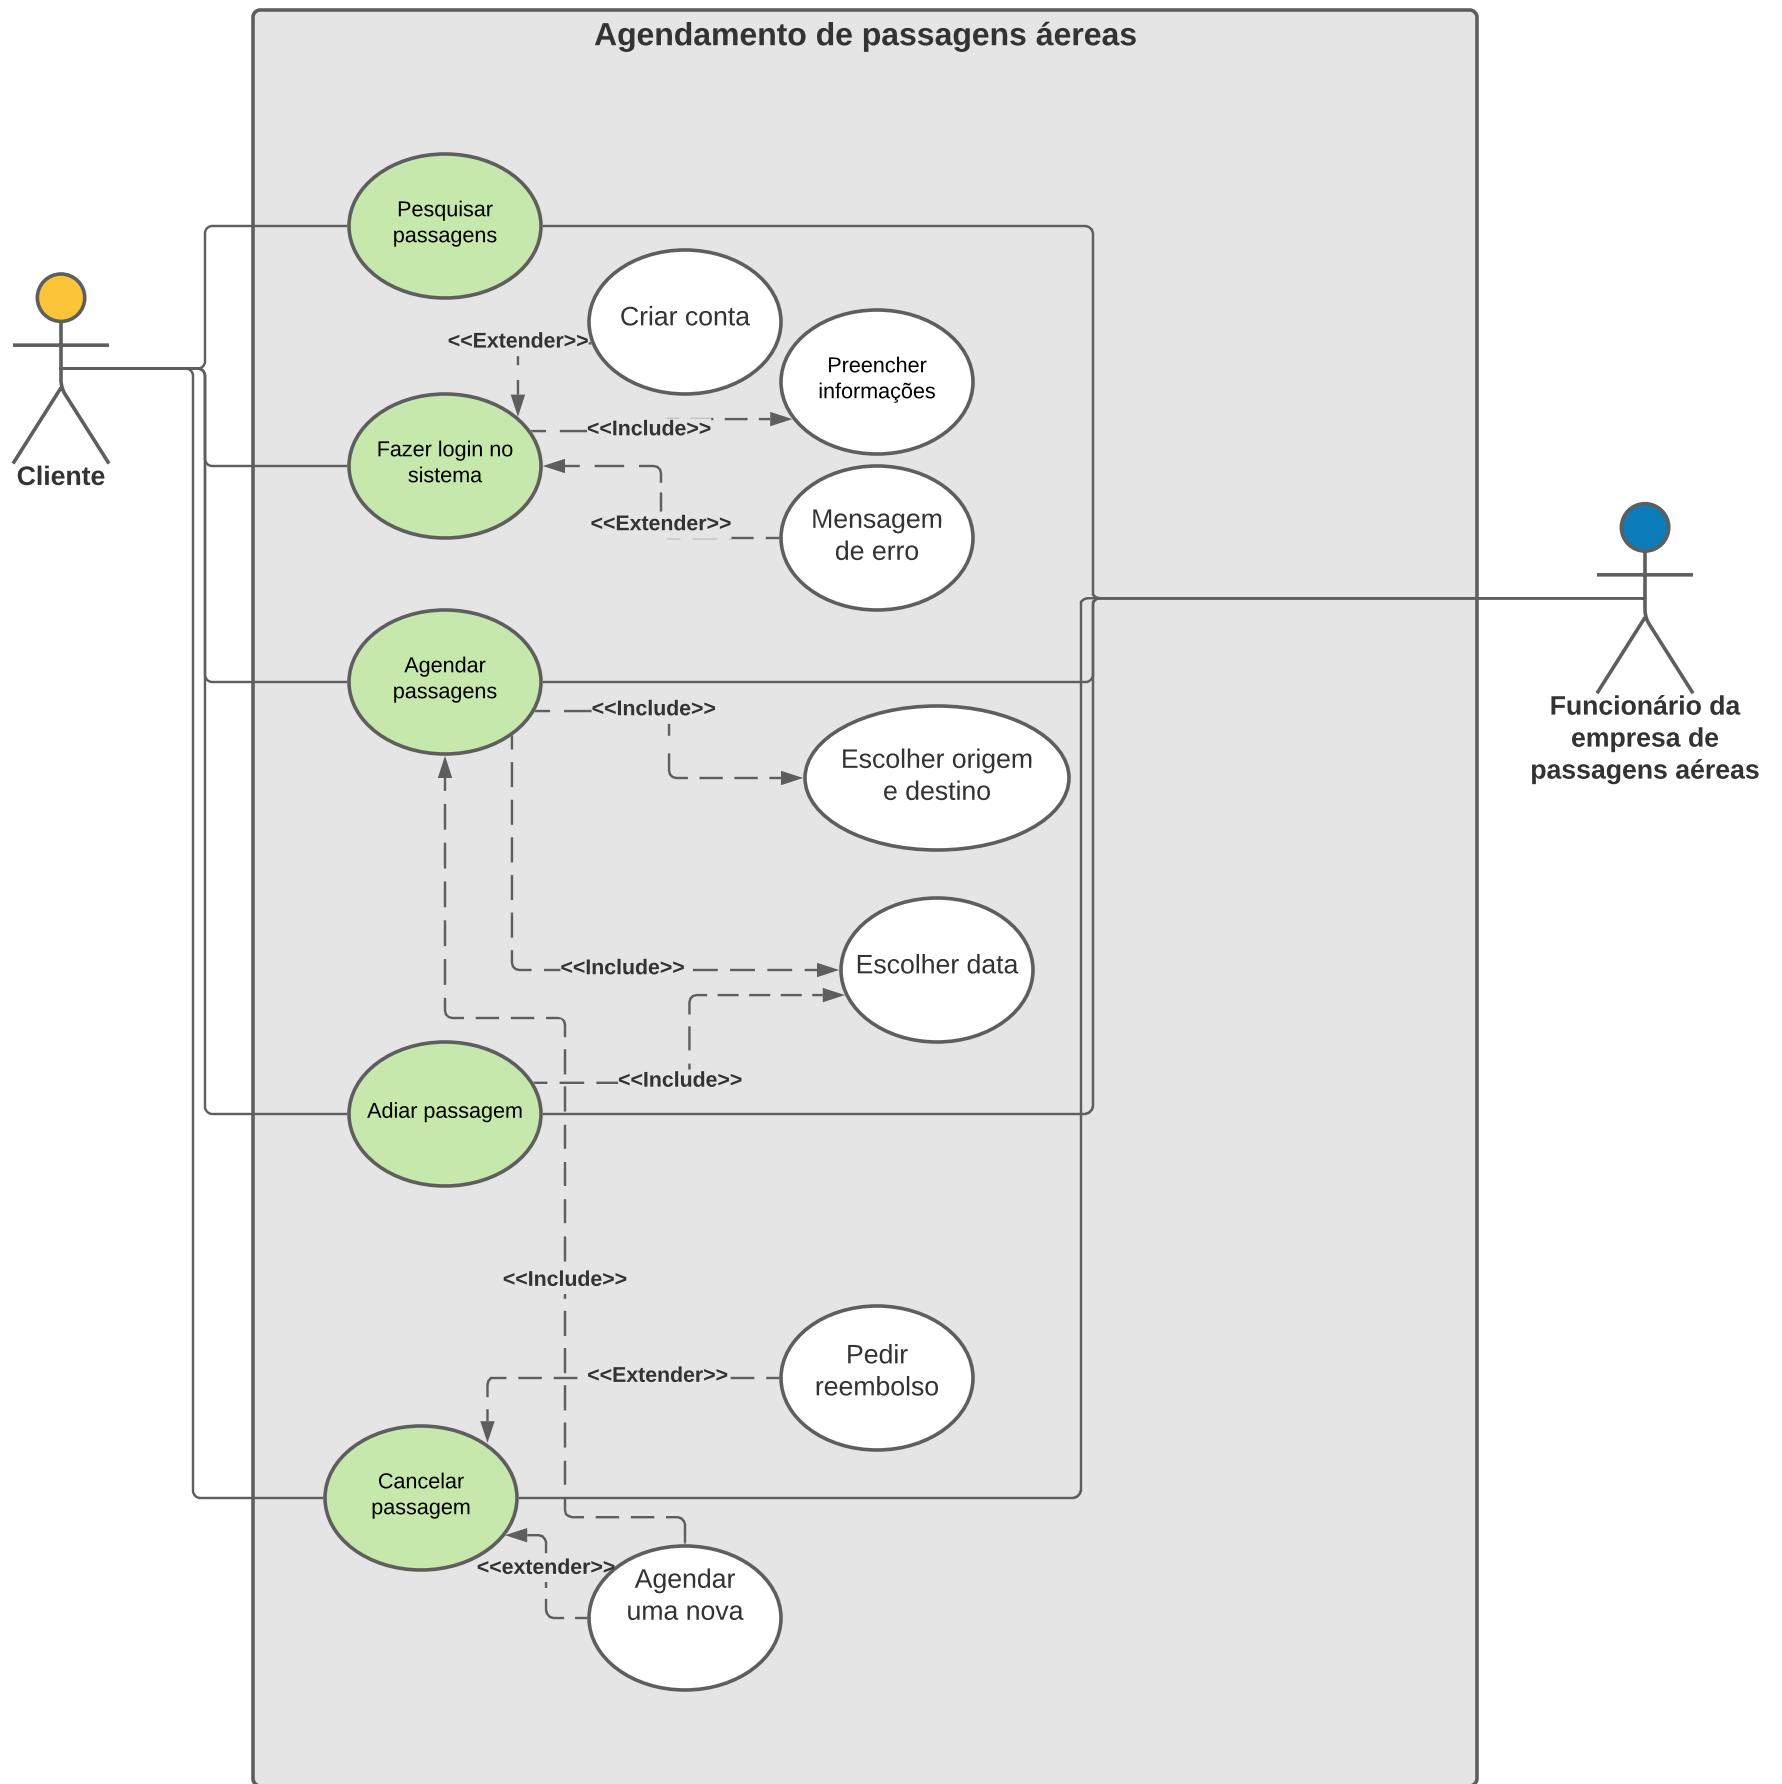 Agendamento de passagens áereas
Pesquisar
passagens
Criar conta
<<Extender>>
Preencher
informações
<<Include>>
Fazer login no
sistema
Cliente
Mensagem
de erro
<<Extender>>
Agendar
passagens
<<Include>>
Funcionário da
empresa de
passagens aéreas
Escolher origem
e destino
Escolher data
<<Include>>
<<Include>>
Adiar passagem
<<Include>>
Pedir
reembolso
<<Extender>>
Cancelar
passagem
<<extender>>
Agendar
uma nova